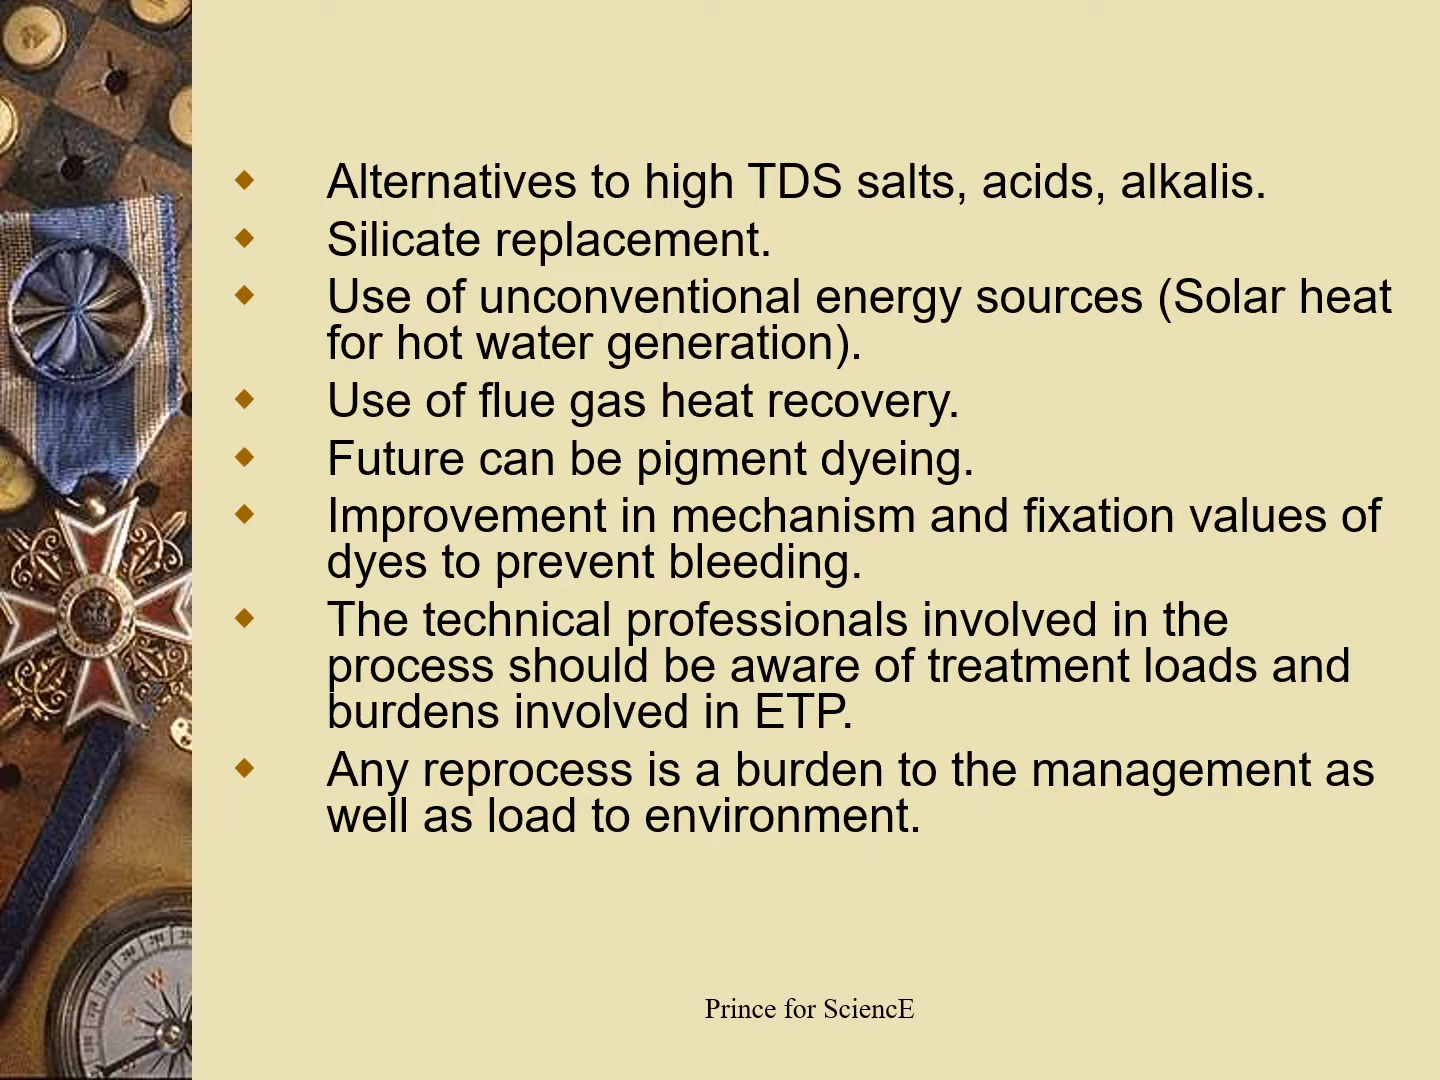 Alternatives to high TDS salts, acids, alkalis.
Silicate replacement.
Use of unconventional energy sources (Solar heat
for hot water generation).
Use of flue gas heat recovery.
Future can be pigment dyeing.
Improvement in mechanism and fixation values of
dyes to prevent bleeding.
The technical professionals involved in the
process should be aware of treatment loads and
burdens involved in ETP.
Any reprocess is a burden to the management as
well as load to environment.
Prince for SciencE